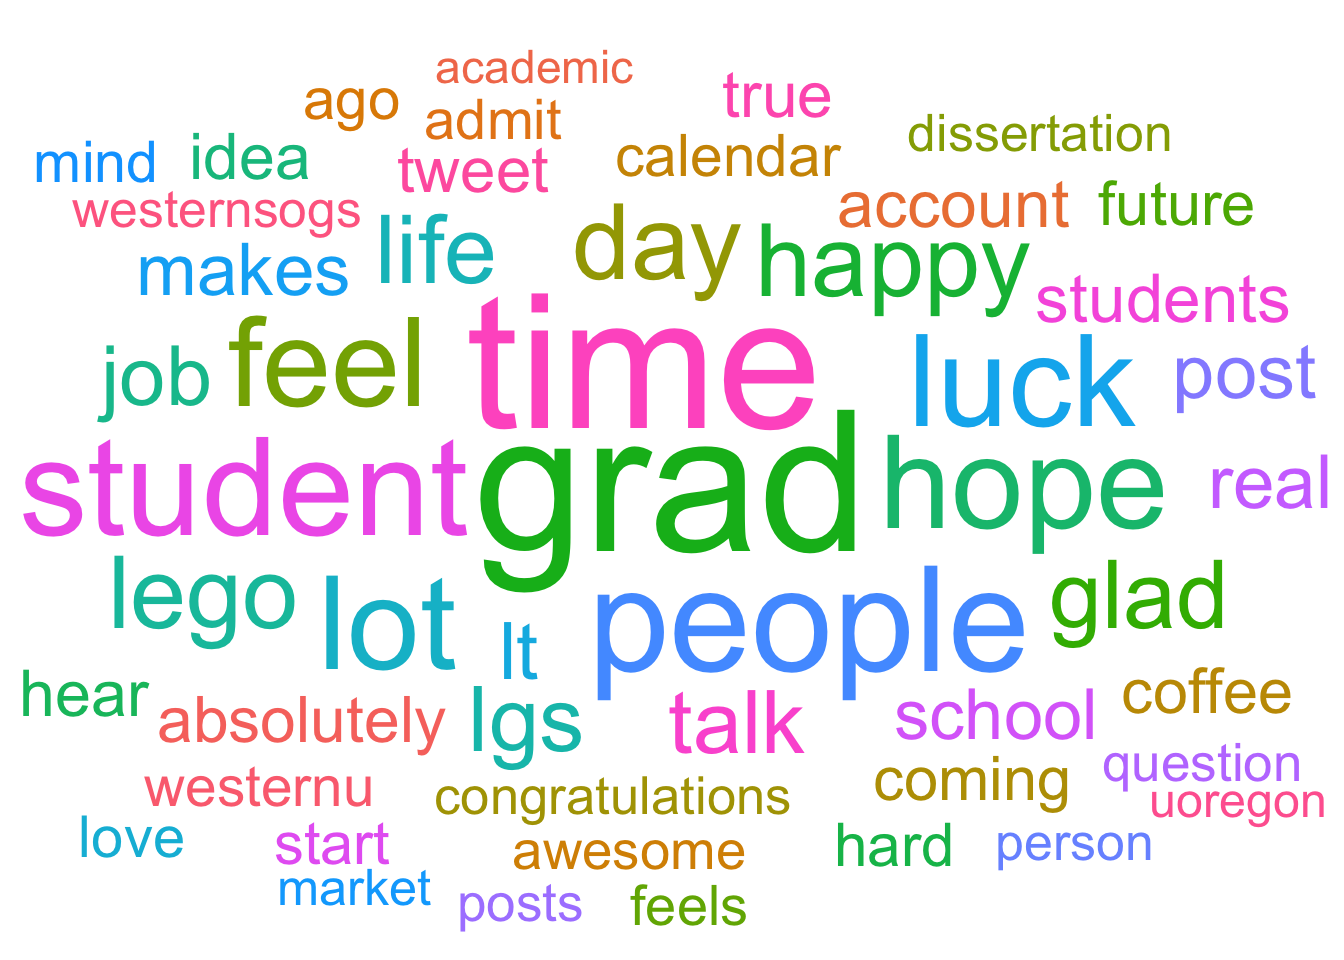 academic
ago
admit
true
dissertation
mind
idea
tweet
calendar
westernsogs
life
day
account
future
makes
happy
students
job
feel
time
luck
post
student
grad
hope
real
lego
lot
lt
people
glad
hear
absolutely
lgs
talk
school
coffee
westernu
congratulations
coming
question
uoregon
love
start
awesome
hard
person
market
posts
feels